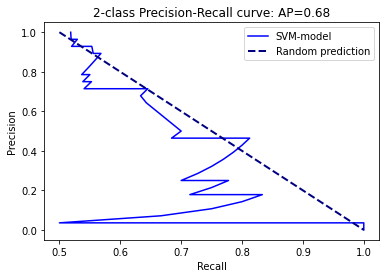 2-class Precision-Recall curve: AP=0.68
SVM-model
Random prediction
Precision
1.0
0.8
0.6
0.4
0.2
0.0
0.5 0.6 0.7 0.8 0.9 1.0
Recall